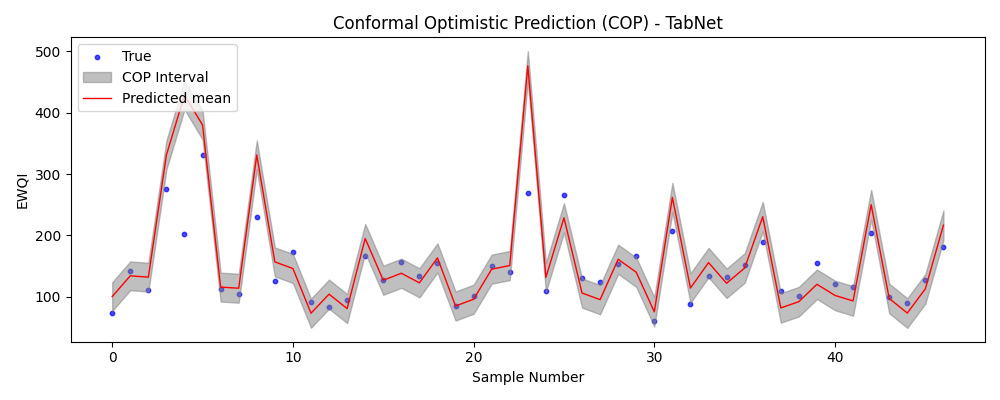 Conformal Optimistic Prediction (COP) - TabNet
True
COP Interval
Predicted mean
500
400
300
200
100
EWQI
0 10 20 30 40
Sample Number